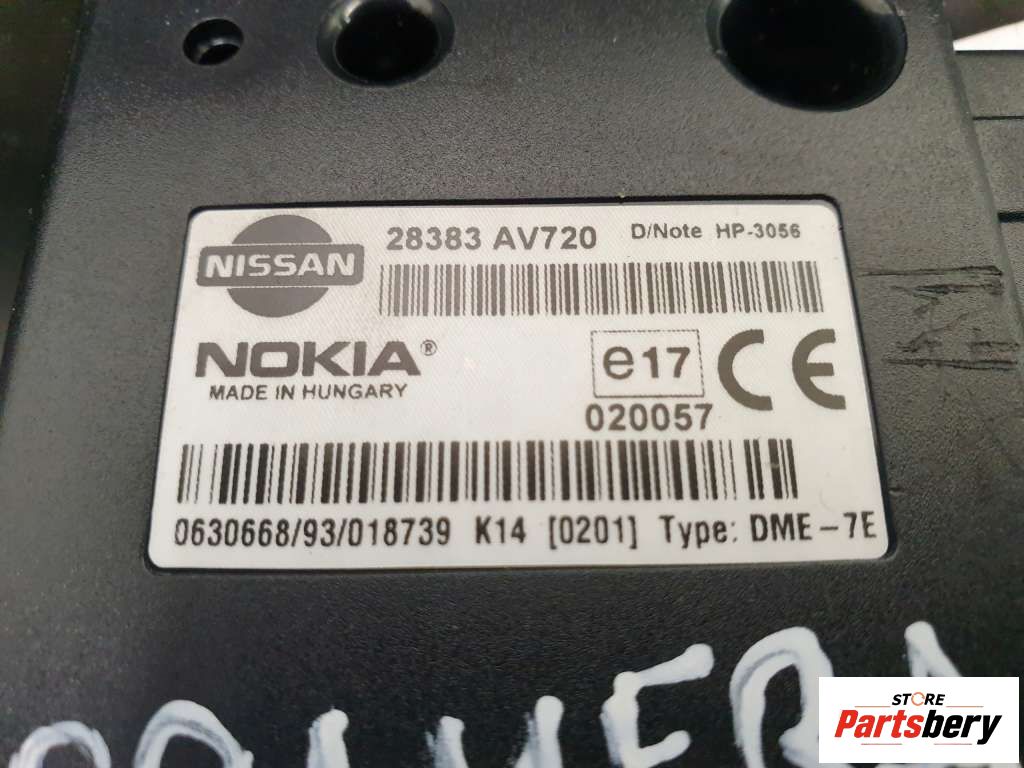 28383 AV720 D/Note HP-3056
NISSAN
NOKIA®
MADE IN HUNGARY
e17 CE
020057
0630668/93/018739 K14 [0201] Type: DME-7E
STORE
Partsbery